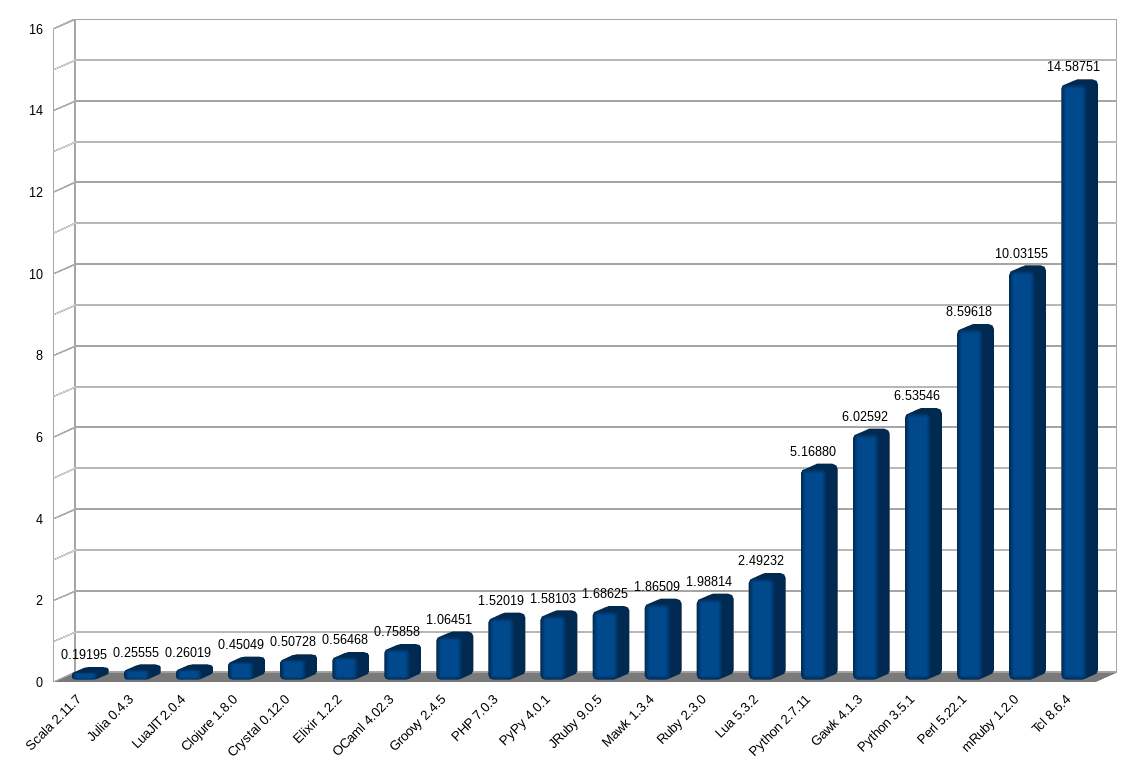 16
14
12
10
8
6
4
2
0
0.19195
0.25555
0.26019
0.45049
0.50728
0.56468
0.75858
1.06451
1.52019
1.58103
1.68625
1.86509
1.98814
2.49232
5.16880
6.02592
6.53546
8.59618
10.03155
14.58751
Scala 2.11.7
Julia 0.4.3
LuaJIT 2.0.4
Clojure 1.8.0
Crystal 0.12.0
Elixir 1.2.2
OCaml 4.02.3
Groovy 2.4.5
PHP 7.0.3
PyPy 4.0.1
JRuby 9.0.5
Mawk 1.3.4
Ruby 2.3.0
Lua 5.3.2
Python 2.7.11
Gawk 4.1.3
Python 3.5.1
Perl 5.22.1
mRuby 1.2.0
Tcl 8.6.4